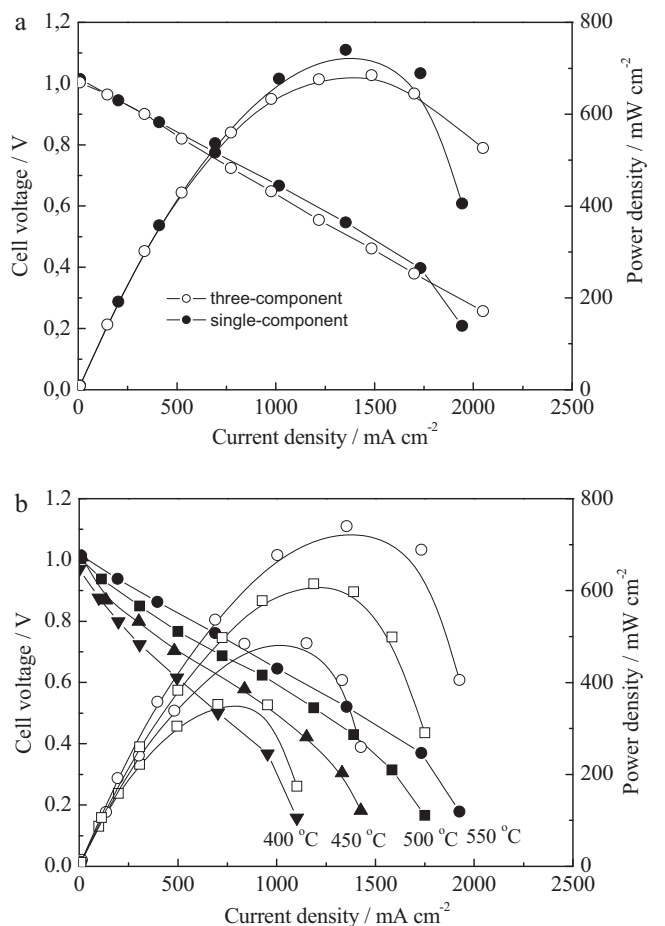 a
1,2
1,0
0,8
0,6
0,4
0,2
0,0
Cell voltage / V
800
600
400
200
0
Power density / mW cm-2
three-component
single-component
0 500 1000 1500 2000 2500
Current density / mA cm-2
b
1.2
1.0
0.8
0.6
0.4
0.2
0.0
Cell voltage / V
800
600
400
200
0
Power density / mW cm-2
400 °C 450 °C 500 °C 550 °C
0 500 1000 1500 2000 2500
Current density / mA cm-2